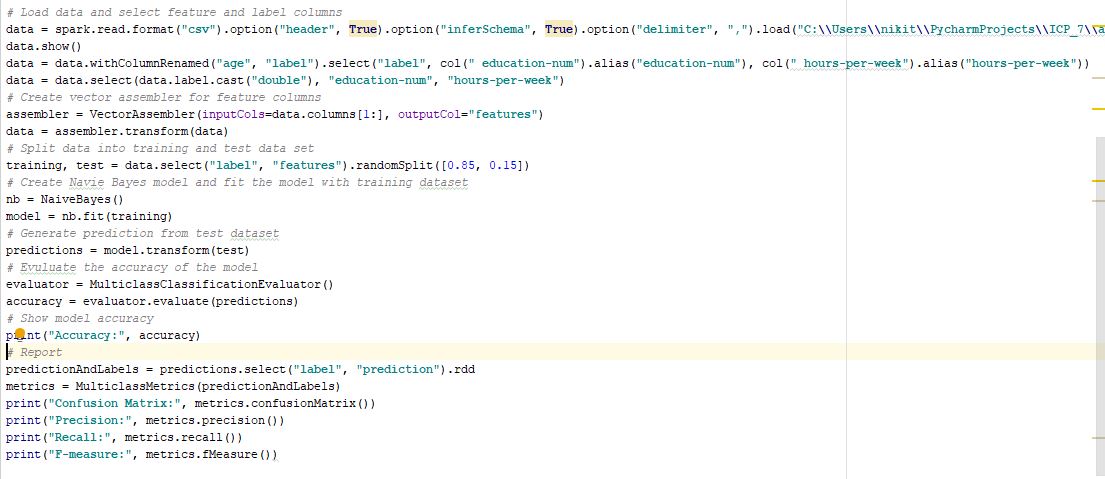 # Load data and select feature and label columns
data = spark.read.format("csv").option("header", True).option("inferSchema", True).option("delimiter", ",").load("C:\\Users\\nikit\\PycharmProjects\\ICP_7\\a
data.show()
data = data.withColumnRenamed("age", "label").select("label", col(" education-num").alias("education-num"), col(" hours-per-week").alias("hours-per-week"))
data = data.select(data.label.cast("double"), "education-num", "hours-per-week")
# Create vector assembler for feature columns
assembler = VectorAssembler(inputCols=data.columns[1:], outputCol="features")
data = assembler.transform(data)
# Split data into training and test data set
training, test = data.select("label", "features").randomSplit([0.85, 0.15])
# Create Navie Bayes model and fit the model with training dataset
nb = NaiveBayes()
model = nb.fit(training)
# Generate prediction from test dataset
predictions = model.transform(test)
# Evuluate the accuracy of the model
evaluator = MulticlassClassificationEvaluator()
accuracy = evaluator.evaluate(predictions)
# Show model accuracy
print("Accuracy:", accuracy)
# Report
predictionAndLabels = predictions.select("label", "prediction").rdd
metrics = MulticlassMetrics(predictionAndLabels)
print("Confusion Matrix:", metrics.confusionMatrix())
print("Precision:", metrics.precision())
print("Recall:", metrics.recall())
print("F-measure:", metrics.fMeasure())